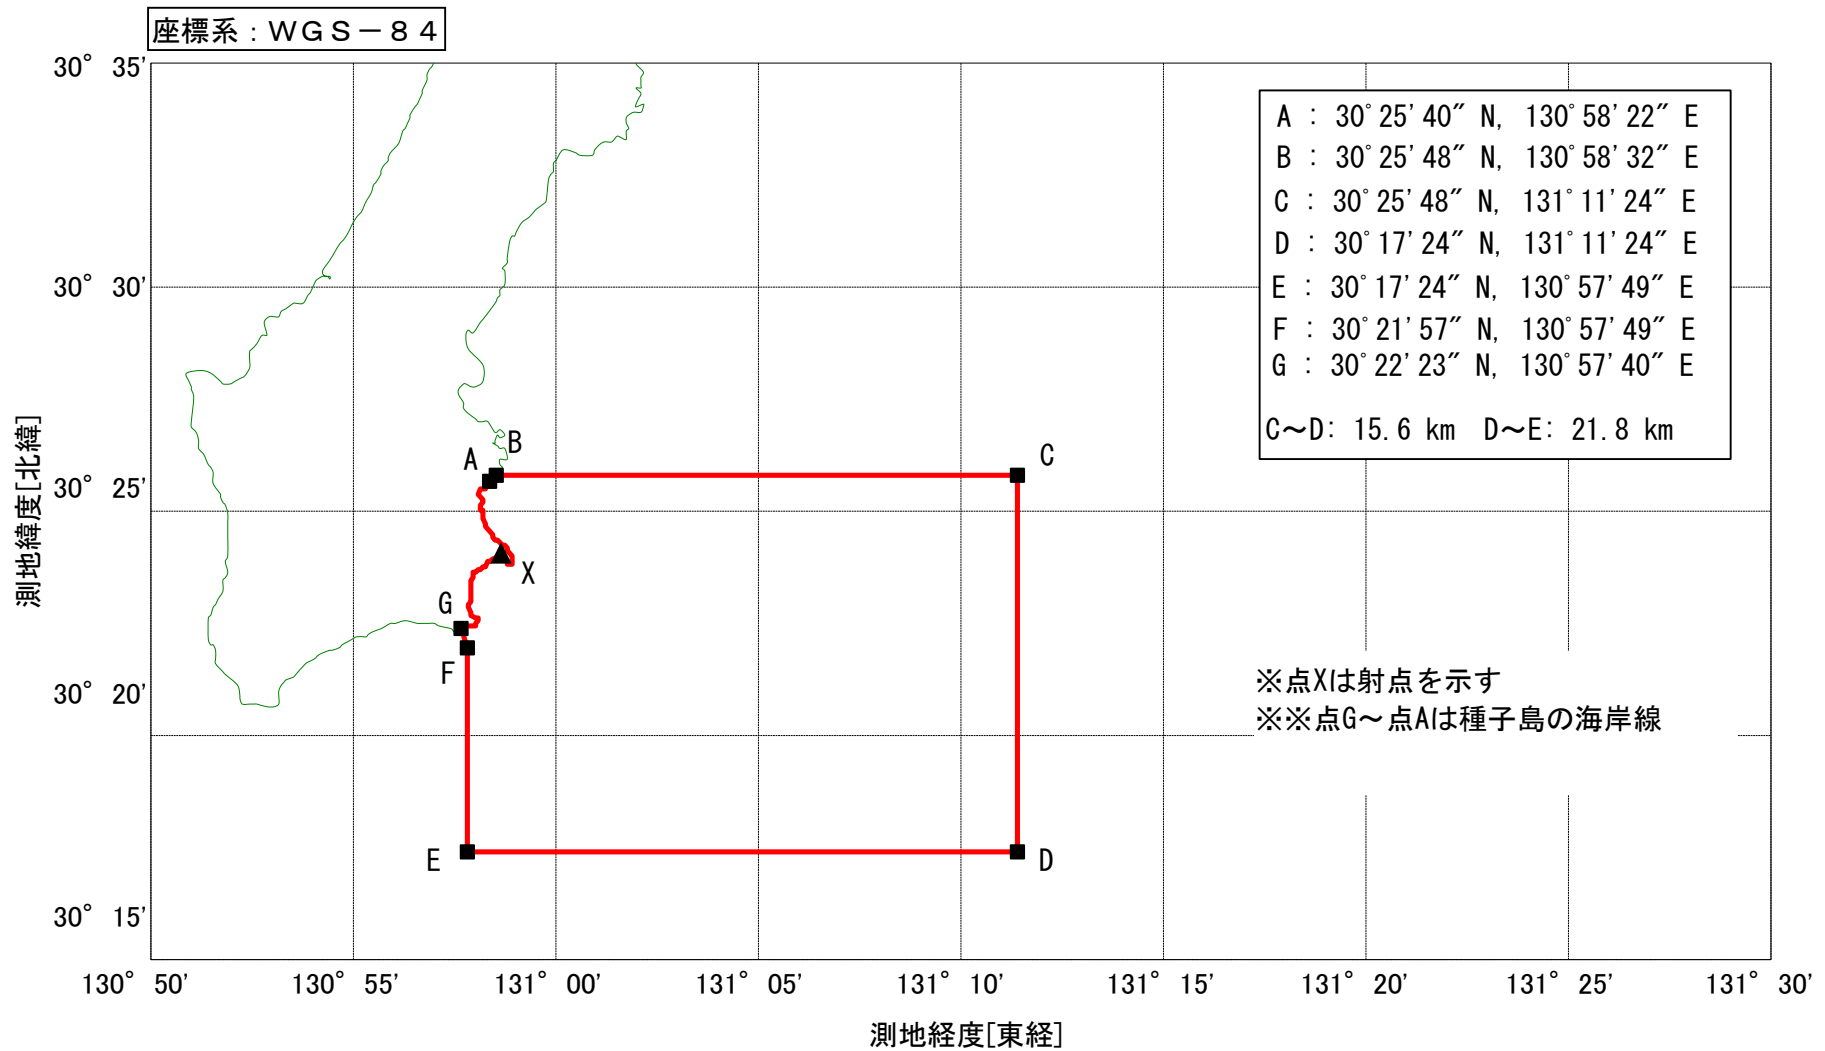 座標系：ＷＧＳ－８４
30° 35'
30° 30'
30° 25'
30° 20'
30° 15'
測地緯度[北緯]
A : 30°25'40" N, 130°58'22" E
B : 30°25'48" N, 130°58'32" E
C : 30°25'48" N, 131°11'24" E
D : 30°17'24" N, 131°11'24" E
E : 30°17'24" N, 130°57'49" E
F : 30°21'57" N, 130°57'49" E
G : 30°22'23" N, 130°57'40" E
C～D: 15.6 km D～E: 21.8 km
A
B
C
X
G
F
E
D
※点Xは射点を示す
※※点G～点Aは種子島の海岸線
130° 50' 130° 55' 131° 00' 131° 05' 131° 10' 131° 15' 131° 20' 131° 25' 131° 30'
測地経度[東経]